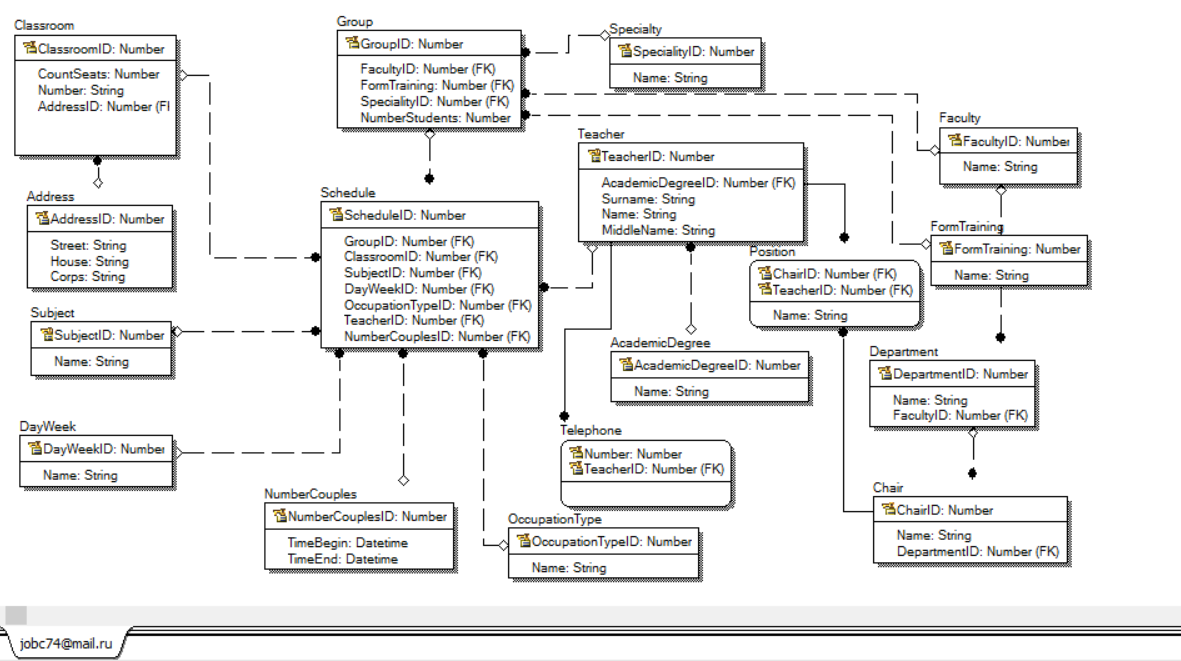 Classroom
ClassroomID: Number
CountSeats: Number
Number: String
AddressID: Number (FI
Group
GroupID: Number
FacultyID: Number (FK)
FormTraining: Number (FK)
SpecialityID: Number (FK)
NumberStudents: Number
Specialty
SpecialityID: Number
Name: String
Faculty
FacultyID: Number
Name: String
Teacher
TeacherID: Number
AcademicDegreeID: Number (FK)
Surname: String
Name: String
MiddleName: String
Address
AddressID: Number
Street: String
House: String
Corps: String
Schedule
ScheduleID: Number
GroupID: Number (FK)
ClassroomID: Number (FK)
SubjectID: Number (FK)
DayWeekID: Number (FK)
OccupationTypeID: Number (FK)
TeacherID: Number (FK)
NumberCouplesID: Number (FK)
FormTraining
FormTraining: Number
Name: String
Position
ChairID: Number (FK)
TeacherID: Number (FK)
Name: String
Subject
SubjectID: Number
Name: String
AcademicDegree
AcademicDegreeID: Number
Name: String
Department
DepartmentID: Number
Name: String
FacultyID: Number (FK)
DayWeek
DayWeekID: Number
Name: String
Telephone
Number: Number
TeacherID: Number (FK)
NumberCouples
NumberCouplesID: Number
TimeBegin: Datetime
TimeEnd: Datetime
OccupationType
OccupationTypeID: Number
Name: String
Chair
ChairID: Number
Name: String
DepartmentID: Number (FK)
jobc74@mail.ru